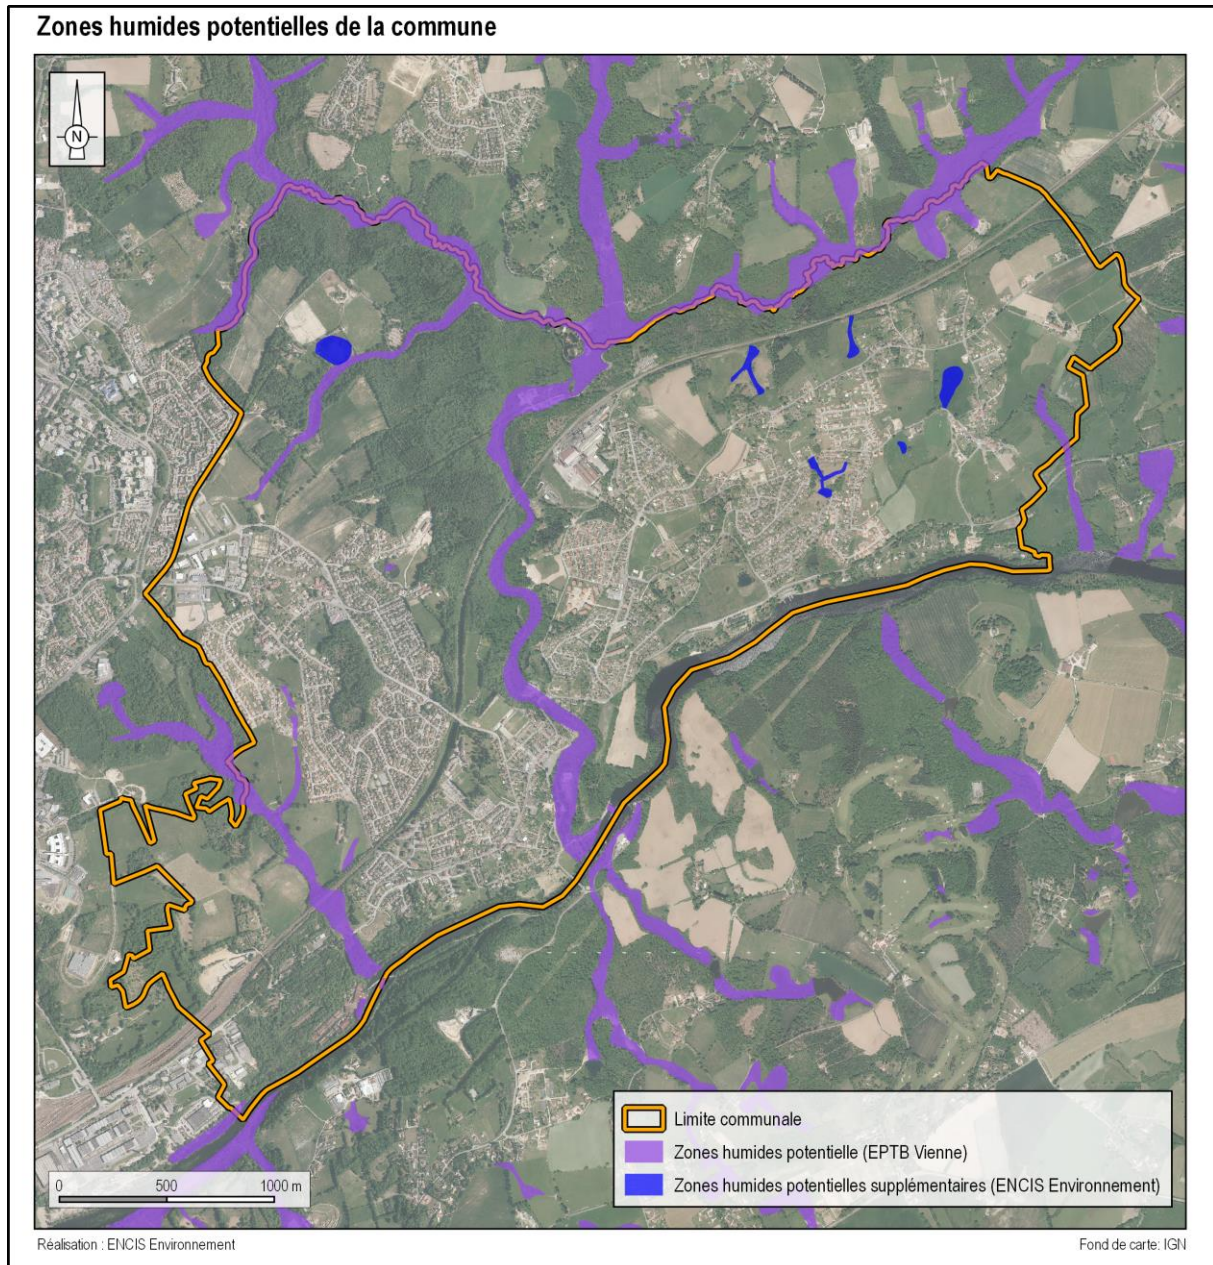 Zones humides potentielles de la commune
N
Limite communale
Zones humides potentielle (EPTB Vienne)
Zones humides potentielles supplémentaires (ENCIS Environnement)
0 500 1000 m
Réalisation : ENCIS Environnement
Fond de carte: IGN